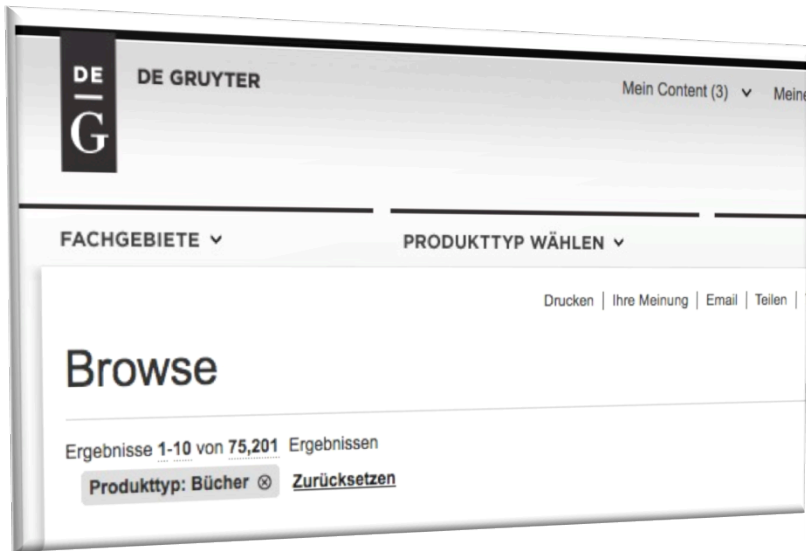 DE
G
DE GRUYTER
Mein Content (3)
FACHGEBIETE
PRODUKTTYP WÄHLEN
Drucken | Ihre Meinung | Email | Teilen |
Browse
Ergebnisse 1-10 von 75,201 Ergebnissen
Produkttyp: Bücher ⊗ Zurücksetzen